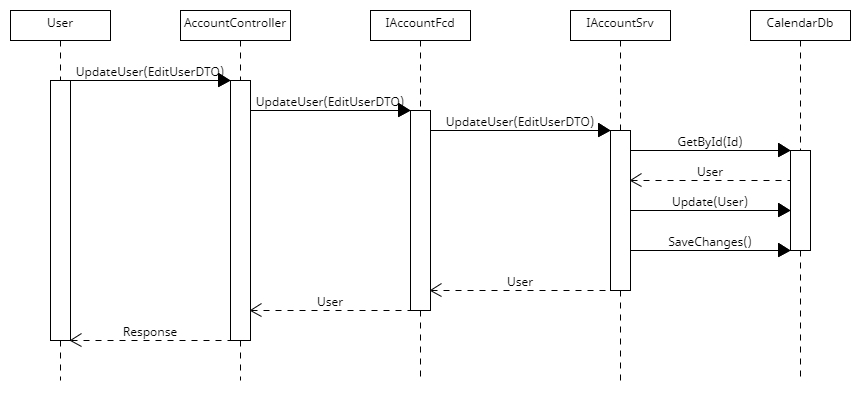 User
AccountController
IAccountFcd
IAccountSrv
CalendarDb
UpdateUser(EditUserDTO)
UpdateUser(EditUserDTO)
UpdateUser(EditUserDTO)
GetById(Id)
User
Update(User)
SaveChanges()
User
User
Response